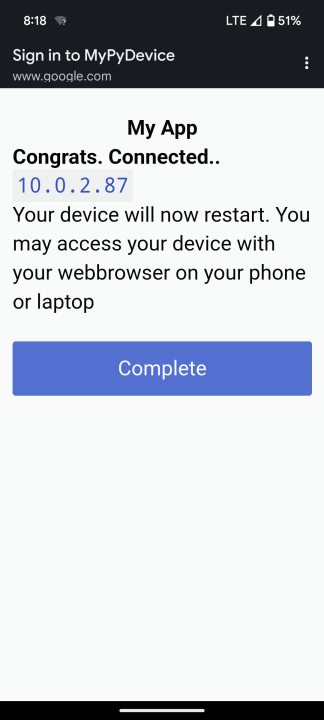 8:18 LTE 51%
Sign in to MyPyDevice
www.google.com
My App
Congrats. Connected..
10.0.2.87
Your device will now restart. You
may access your device with
your webbrowser on your phone
or laptop
Complete